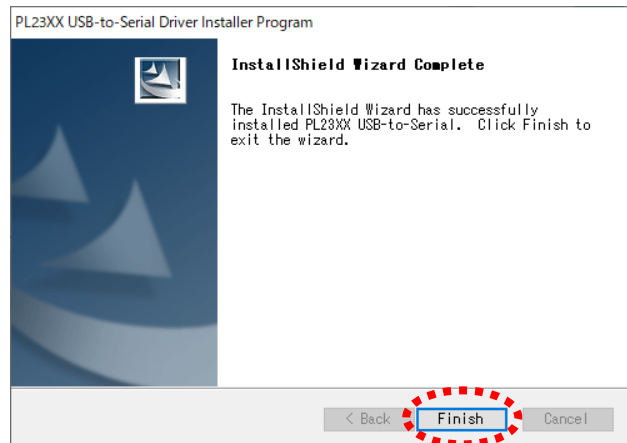 PL23XX USB-to-Serial Driver Installer Program
InstallShield Wizard Complete
The InstallShield Wizard has successfully
installed PL23XX USB-to-Serial.  Click Finish to
exit the wizard.
< Back
Finish
Cancel